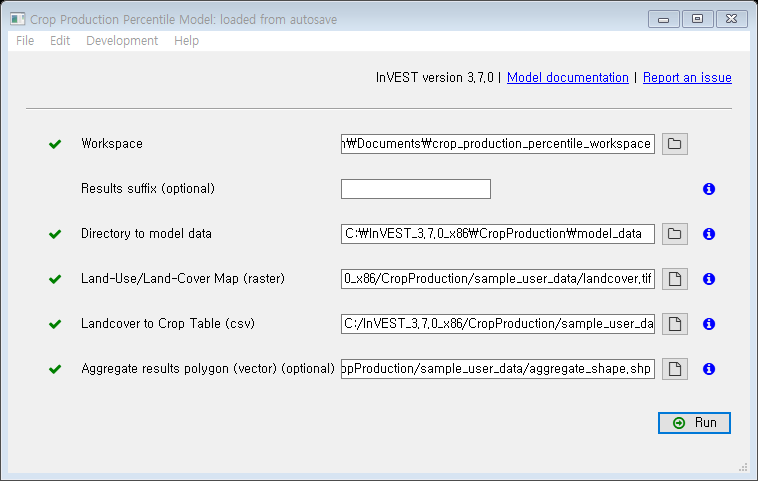 Crop Production Percentile Model: loaded from autosave
File Edit Development Help
InVEST version 3.7.0 | Model documentation | Report an issue
Workspace n₩Documents₩crop_production_percentile_workspace
Results suffix (optional)
Directory to model data C:₩InVEST_3.7.0_x86₩CropProduction₩model_data
Land-Use/Land-Cover Map (raster) 0_x86/CropProduction/sample_user_data/landcover.tif
Landcover to Crop Table (csv) C:/InVEST_3.7.0_x86/CropProduction/sample_user_da
Aggregate results polygon (vector) (optional) opProduction/sample_user_data/aggregate_shape.shp
Run